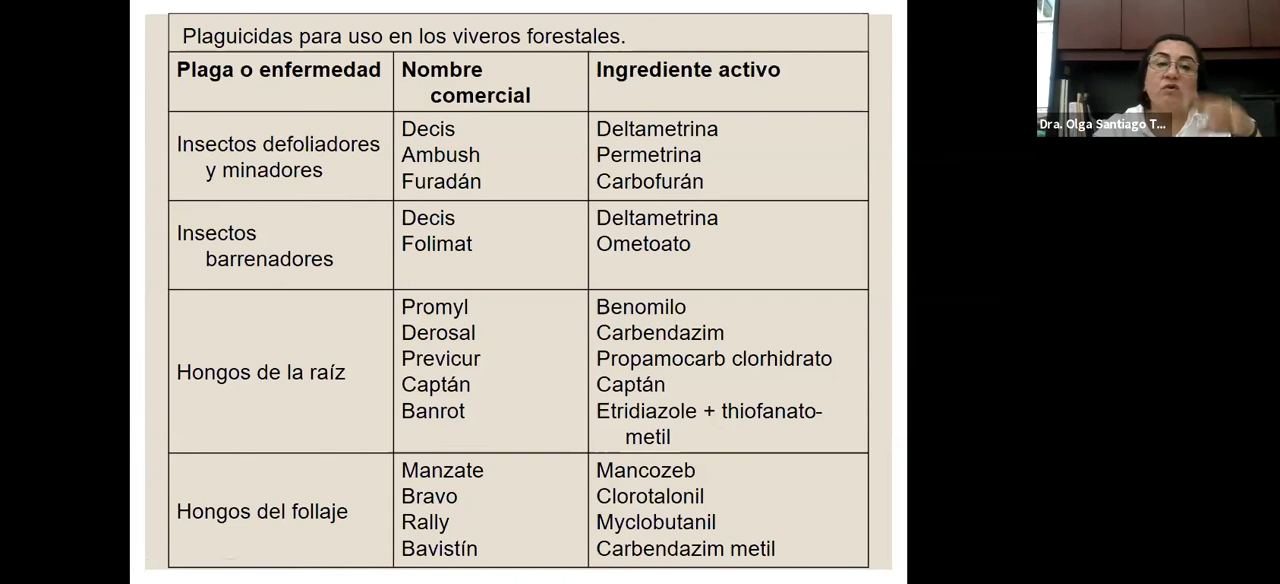 Plaguicidas para uso en los viveros forestales.
Plaga o enfermedad
Nombre
comercial
Ingrediente activo
Insectos defoliadores
y minadores
Decis
Ambush
Furadán
Deltametrina
Permetrina
Carbofurán
Insectos
barrenadores
Decis
Folimat
Deltametrina
Ometoato
Hongos de la raíz
Promyl
Derosal
Previcur
Captán
Banrot
Benomilo
Carbendazim
Propamocarb clorhidrato
Captán
Etridiazole + thiofanato-
metil
Hongos del follaje
Manzate
Bravo
Rally
Bavistín
Mancozeb
Clorotalonil
Myclobutanil
Carbendazim metil
Dra. Olga Santiago T...